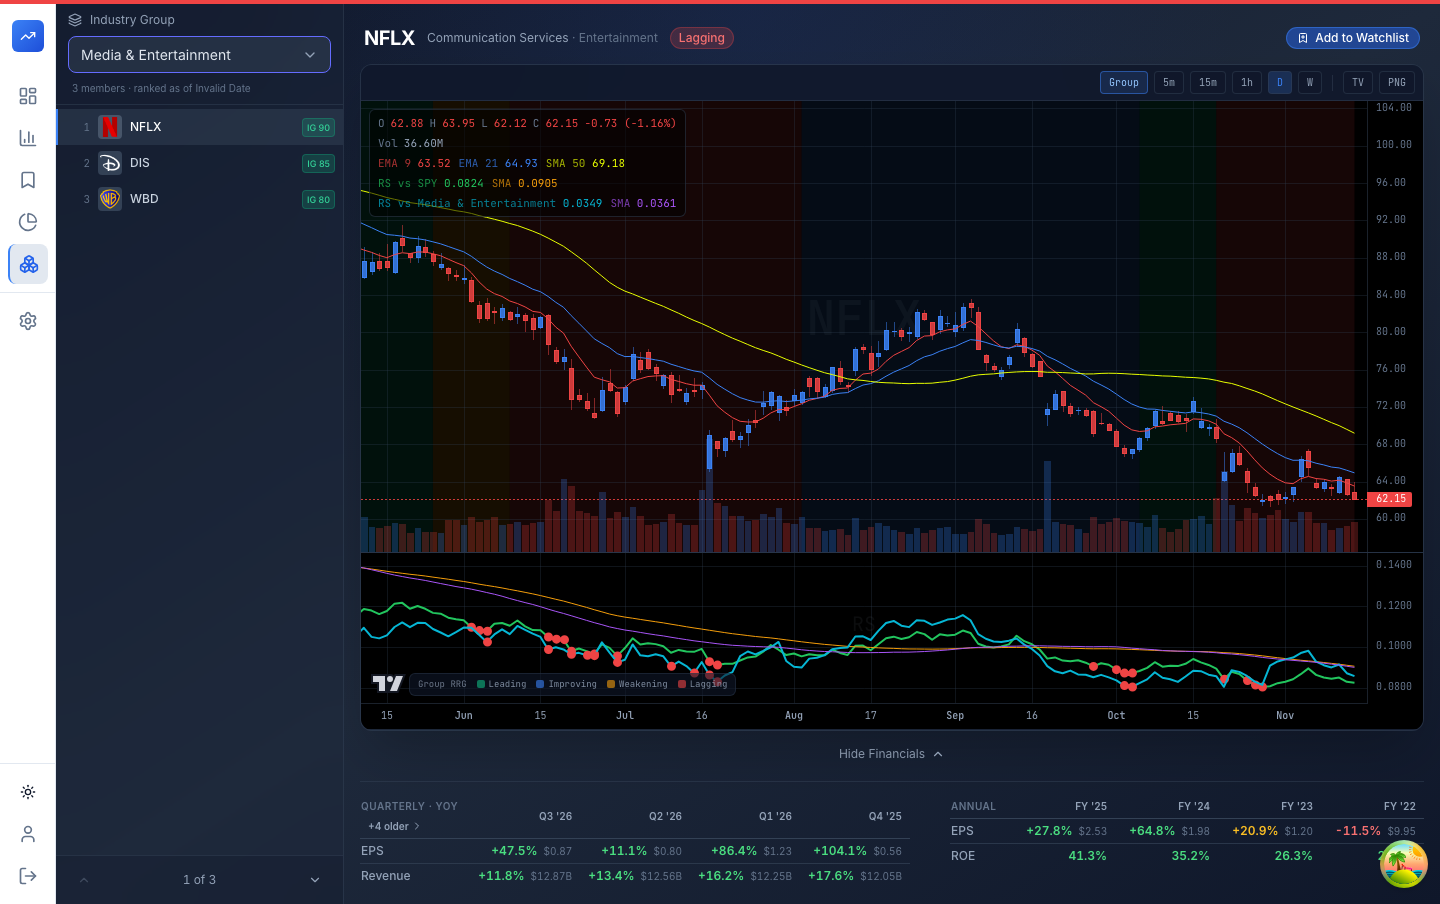 Industry Group
Media & Entertainment
3 members · ranked as of Invalid Date
1 NFLX IG 90
2 DIS IG 85
3 WBD IG 80
1 of 3
NFLX Communication Services · Entertainment Lagging
Add to Watchlist
Group 5m 15m 1h D W TV PNG
O 62.88 H 63.95 L 62.12 C 62.15 -0.73 (-1.16%)
Vol 36.60M
EMA 9 63.52 EMA 21 64.93 SMA 50 69.18
RS vs SPY 0.0824 SMA 0.0905
RS vs Media & Entertainment 0.0349 SMA 0.0361
NFLX
104.00
100.00
96.00
92.00
88.00
84.00
80.00
76.00
72.00
68.00
64.00
62.15
60.00
RS
0.1400
0.1200
0.1000
0.0800
Group RRG Leading Improving Weakening Lagging
15 Jun 15 Jul 16 Aug 17 Sep 16 Oct 15 Nov
Hide Financials
QUARTERLY · YOY
+4 older
Q3 '26 Q2 '26 Q1 '26 Q4 '25
EPS +47.5% $0.87 +11.1% $0.80 +86.4% $1.23 +104.1% $0.56
Revenue +11.8% $12.87B +13.4% $12.56B +16.2% $12.25B +17.6% $12.05B
ANNUAL FY '25 FY '24 FY '23 FY '22
EPS +27.8% $2.53 +64.8% $1.98 +20.9% $1.20 -11.5% $9.95
ROE 41.3% 35.2% 26.3%